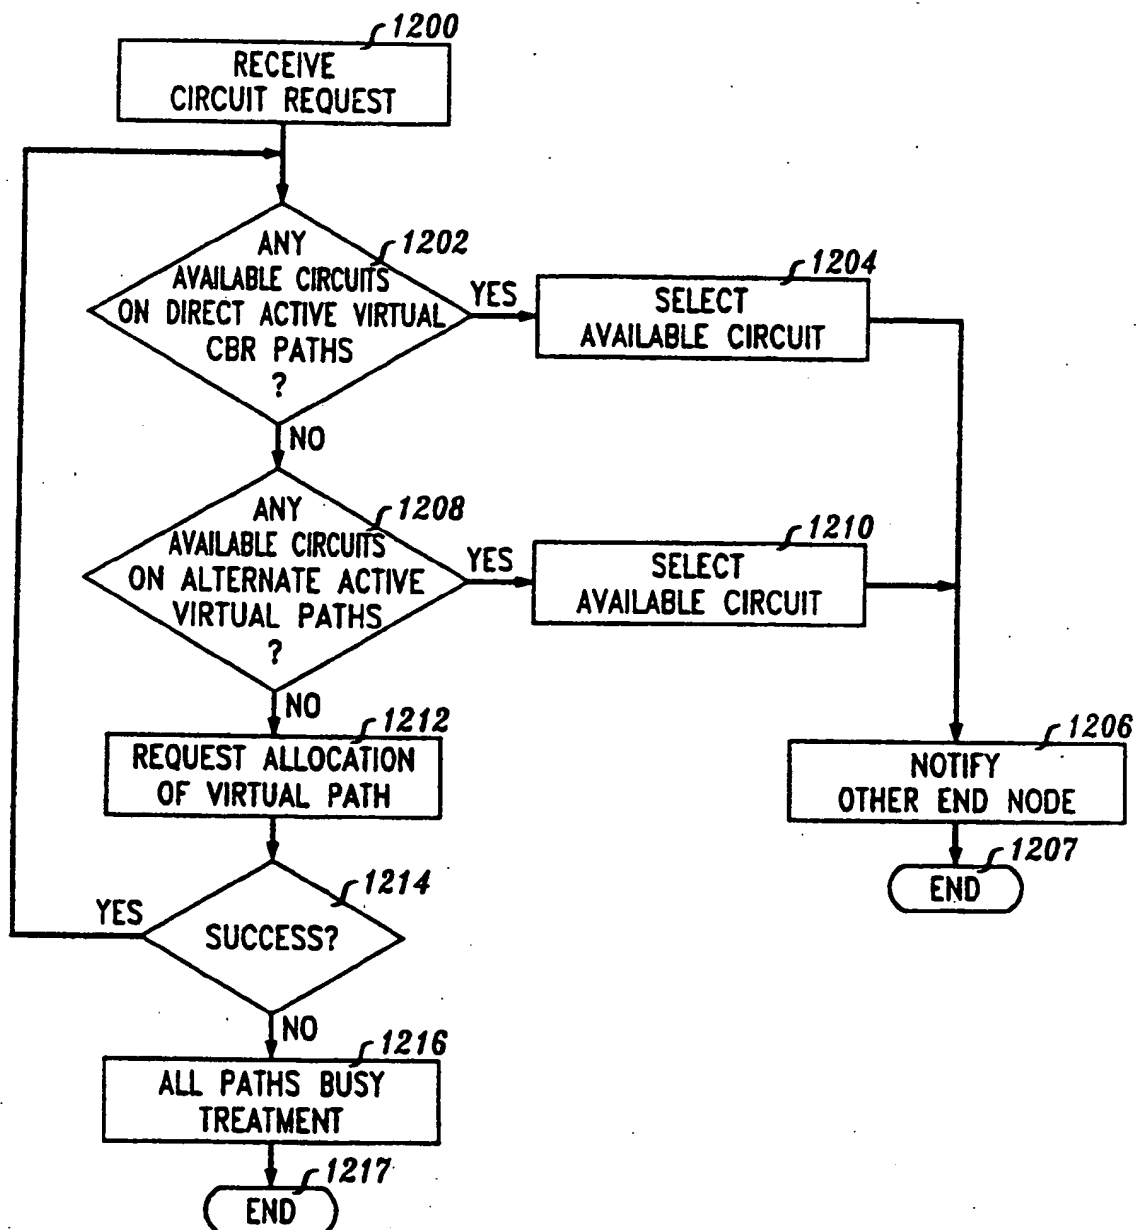 1200
RECEIVE
CIRCUIT REQUEST
1202
ANY
AVAILABLE CIRCUITS
ON DIRECT ACTIVE VIRTUAL
CBR PATHS
?
YES
1204
SELECT
AVAILABLE CIRCUIT
NO
1208
ANY
AVAILABLE CIRCUITS
ON ALTERNATE ACTIVE
VIRTUAL PATHS
?
YES
1210
SELECT
AVAILABLE CIRCUIT
NO
1212
REQUEST ALLOCATION
OF VIRTUAL PATH
1206
NOTIFY
OTHER END NODE
1207
END
1214
SUCCESS?
YES
NO
1216
ALL PATHS BUSY
TREATMENT
1217
END